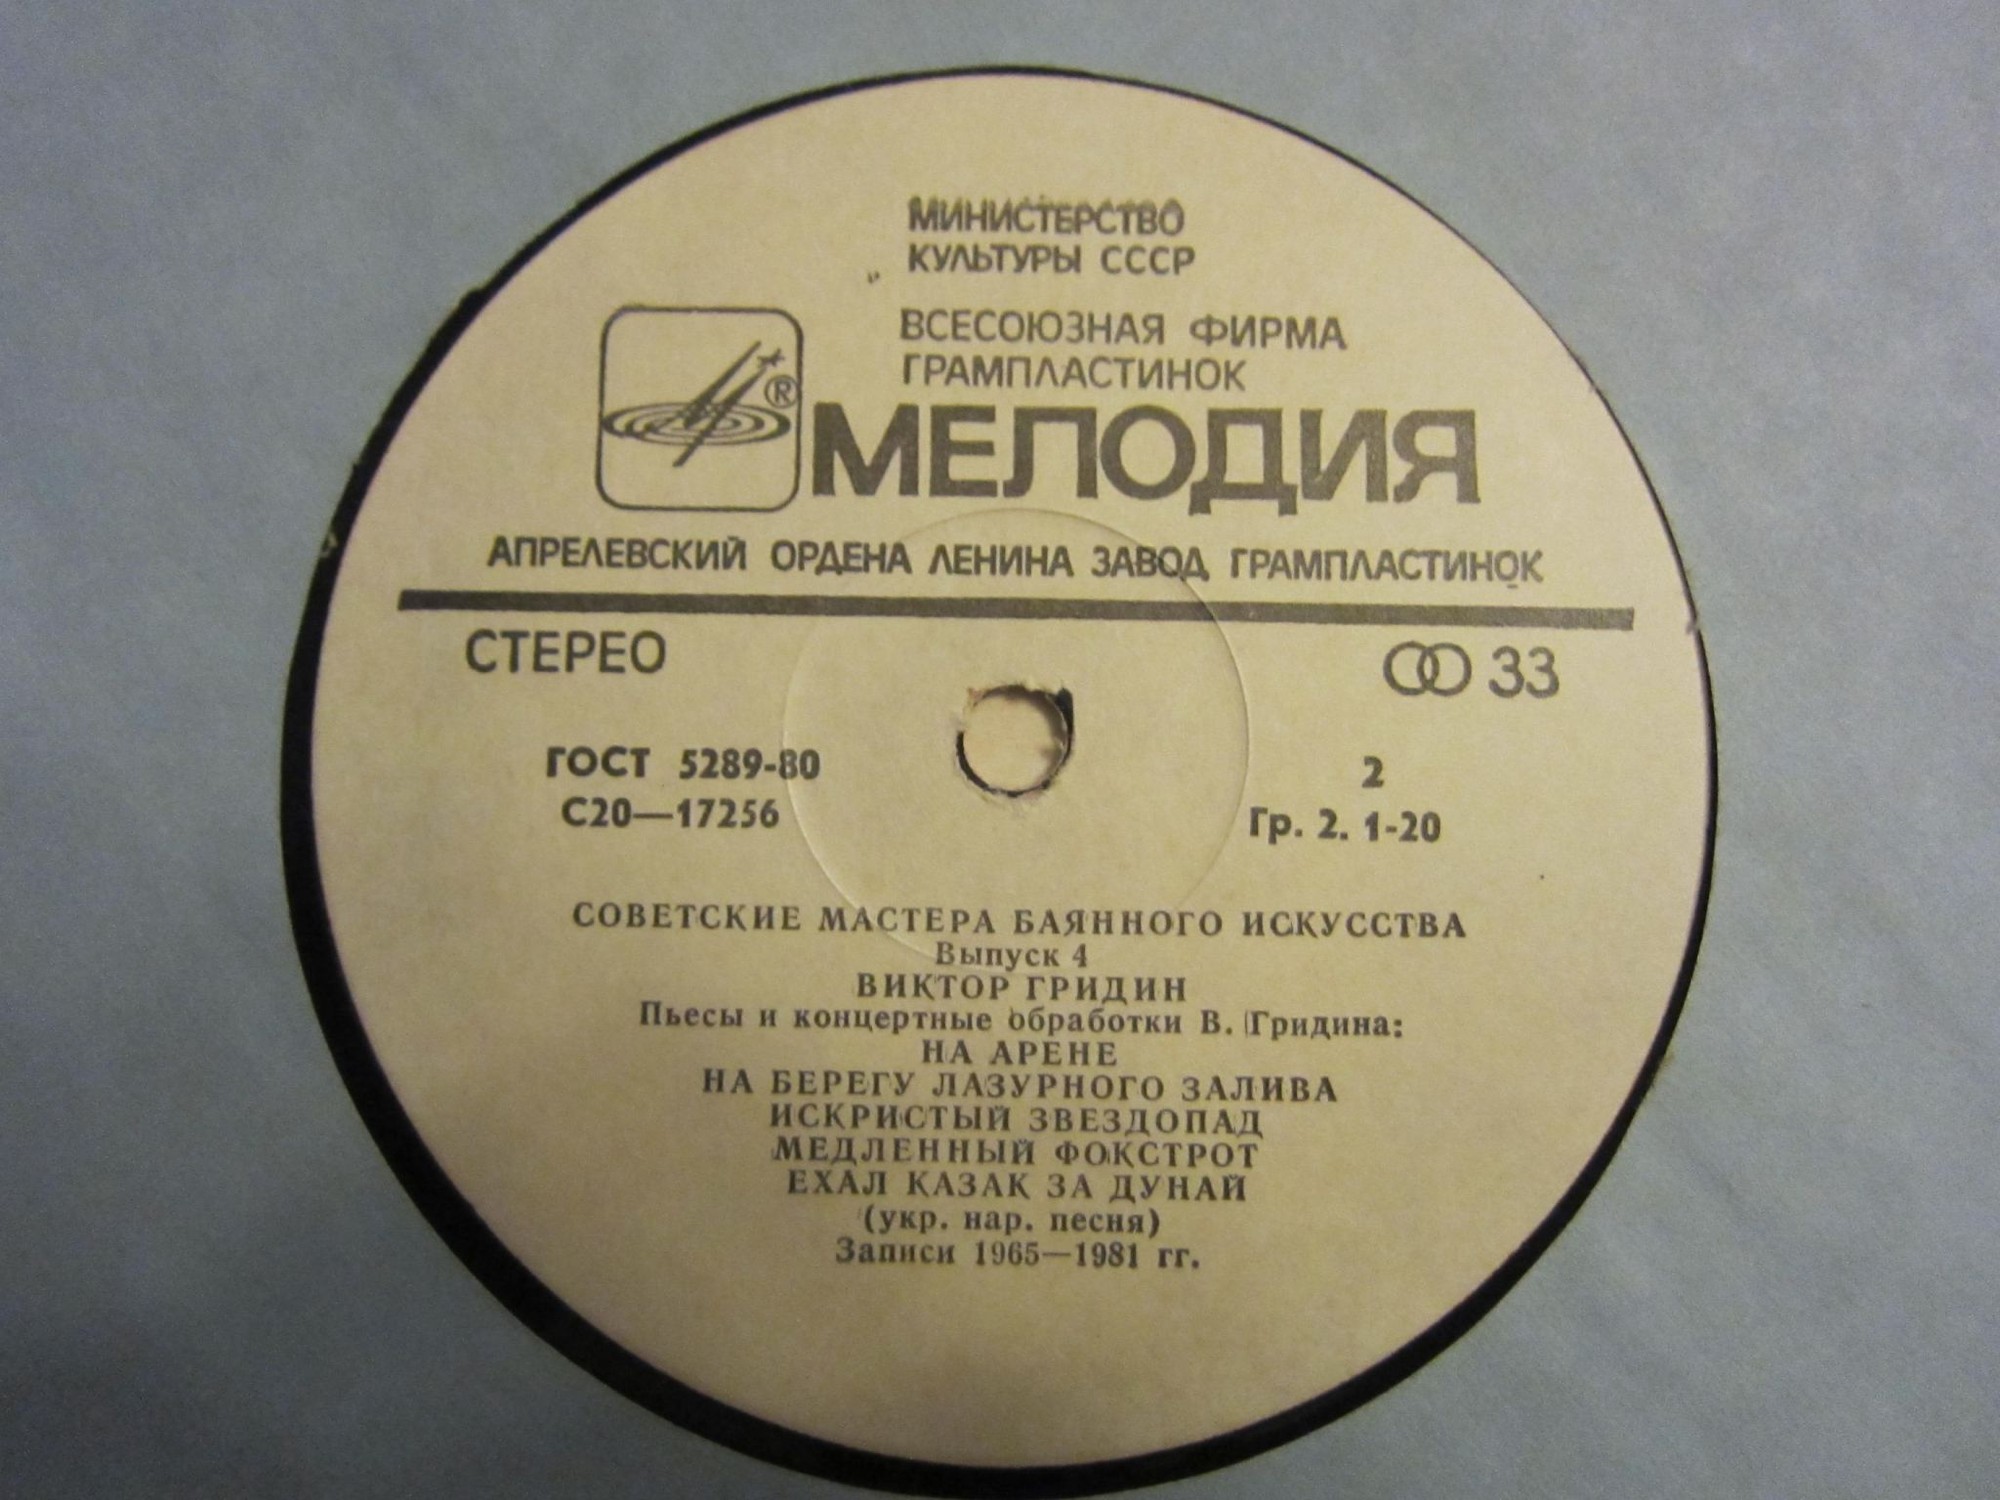 МИНИСТЕРСТВО
КУЛЬТУРЫ СССР
ВСЕСОЮЗНАЯ ФИРМА
ГРАМПЛАСТИНОК
®
МЕЛОДИЯ
АПРЕЛЕВСКИЙ ОРДЕНА ЛЕНИНА ЗАВОД ГРАМПЛАСТИНОК
СТЕРЕО 33
ГОСТ 5289-80 2
С20—17256 Гр. 2. 1-20
СОВЕТСКИЕ МАСТЕРА БАЯННОГО ИСКУССТВА
Выпуск 4
ВИКТОР ГРИДИН
Пьесы и концертные обработки В. Гридина:
НА АРЕНЕ
НА БЕРЕГУ ЛАЗУРНОГО ЗАЛИВА
ИСКРИСТЫЙ ЗВЕЗДОПАД
МЕДЛЕННЫЙ ФОКСТРОТ
ЕХАЛ КАЗАК ЗА ДУНАЙ
(укр. нар. песня)
Записи 1965—1981 гг.